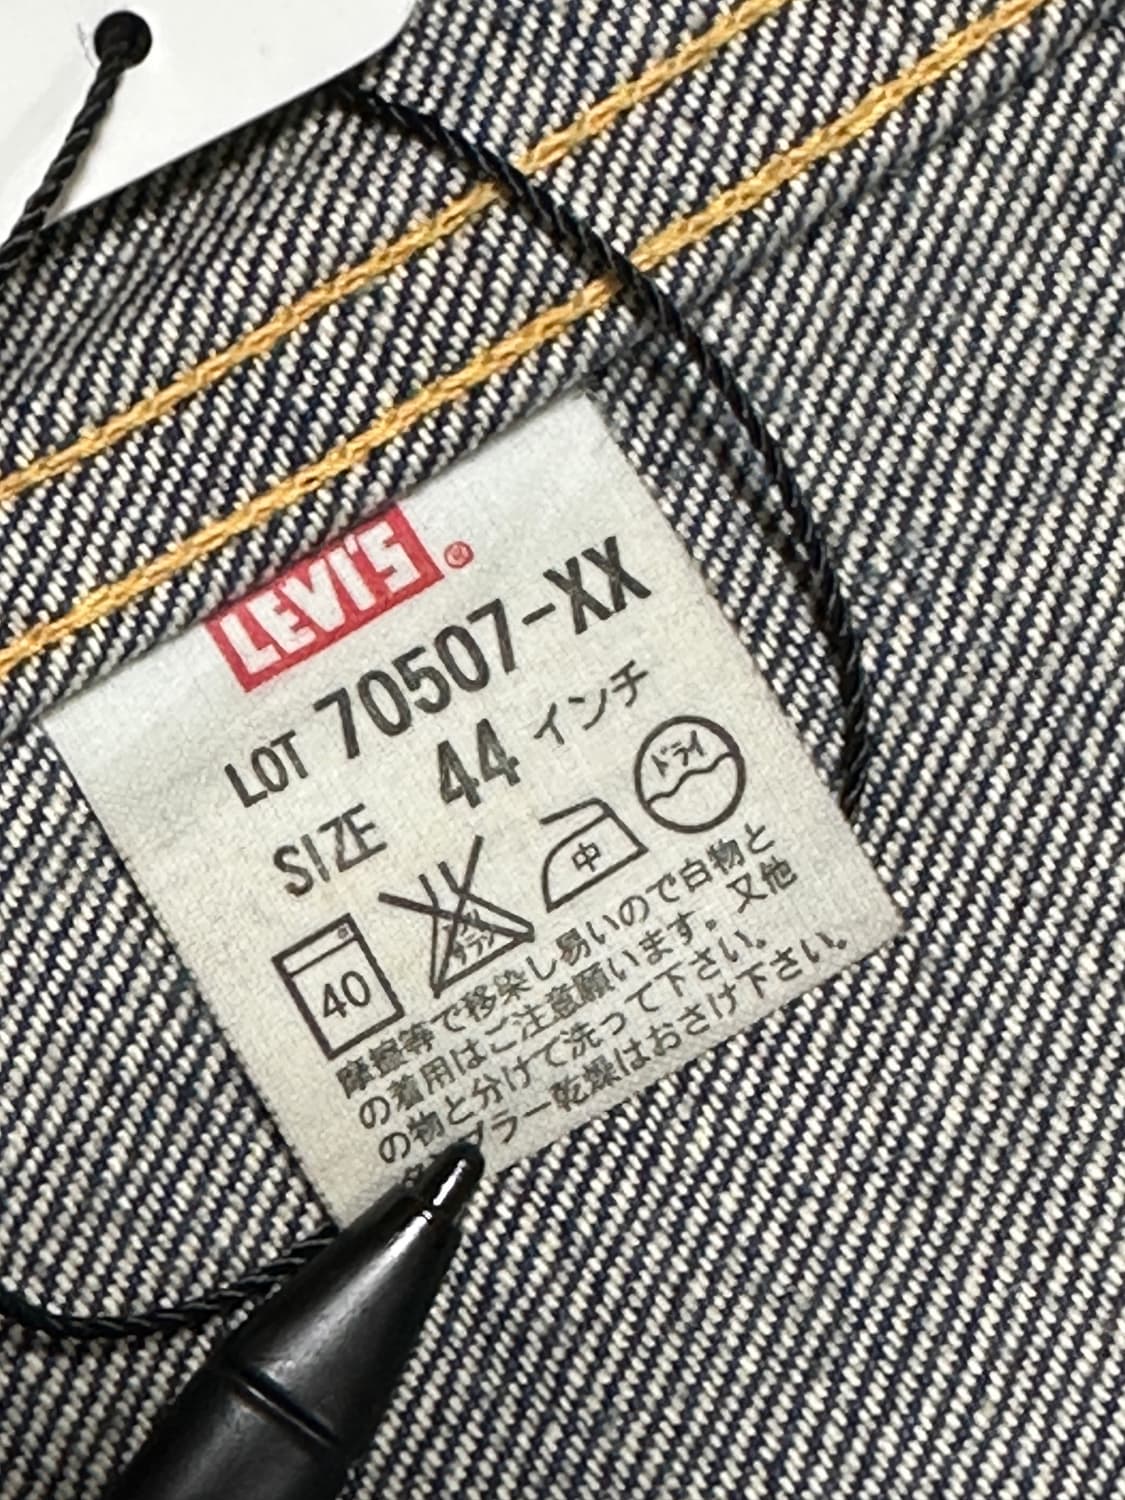 LEVI'S ®
LOT 70507-XX
SIZE 44 インチ
40 中 ドライ
摩擦等で移染し易いので白物と
の着用はご注意願います。又他
の物と分けて洗って下さい。
ラー乾燥はおさけ下さい。